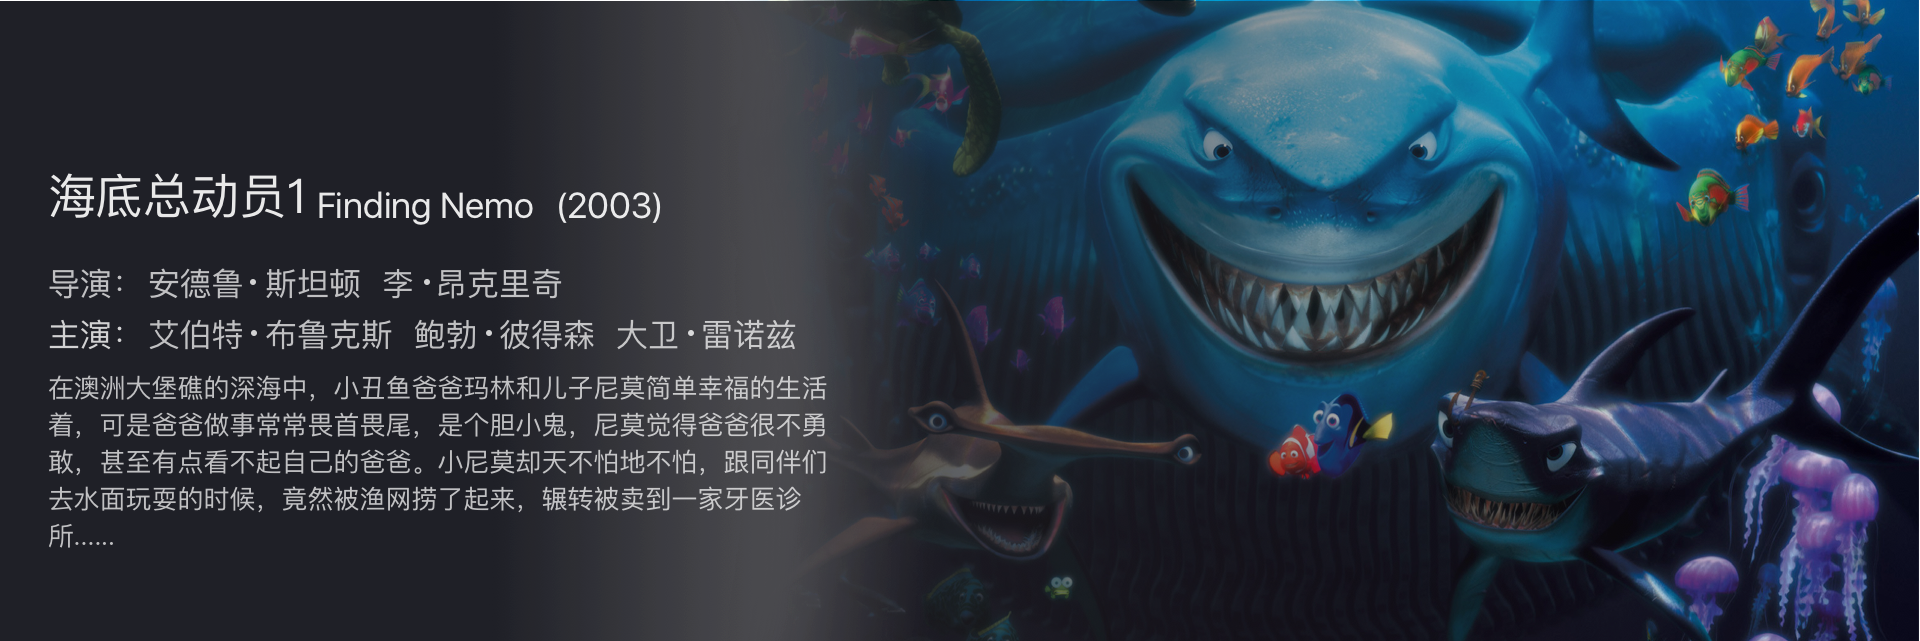 海底总动员1 Finding Nemo (2003)
导演： 安德鲁·斯坦顿 李·昂克里奇
主演： 艾伯特·布鲁克斯 鲍勃·彼得森 大卫·雷诺兹
在澳洲大堡礁的深海中，小丑鱼爸爸玛林和儿子尼莫简单幸福的生活
着，可是爸爸做事常常畏首畏尾，是个胆小鬼，尼莫觉得爸爸很不勇
敢，甚至有点看不起自己的爸爸。小尼莫却天不怕地不怕，跟同伴们
去水面玩耍的时候，竟然被渔网捞了起来，辗转被卖到一家牙医诊
所......